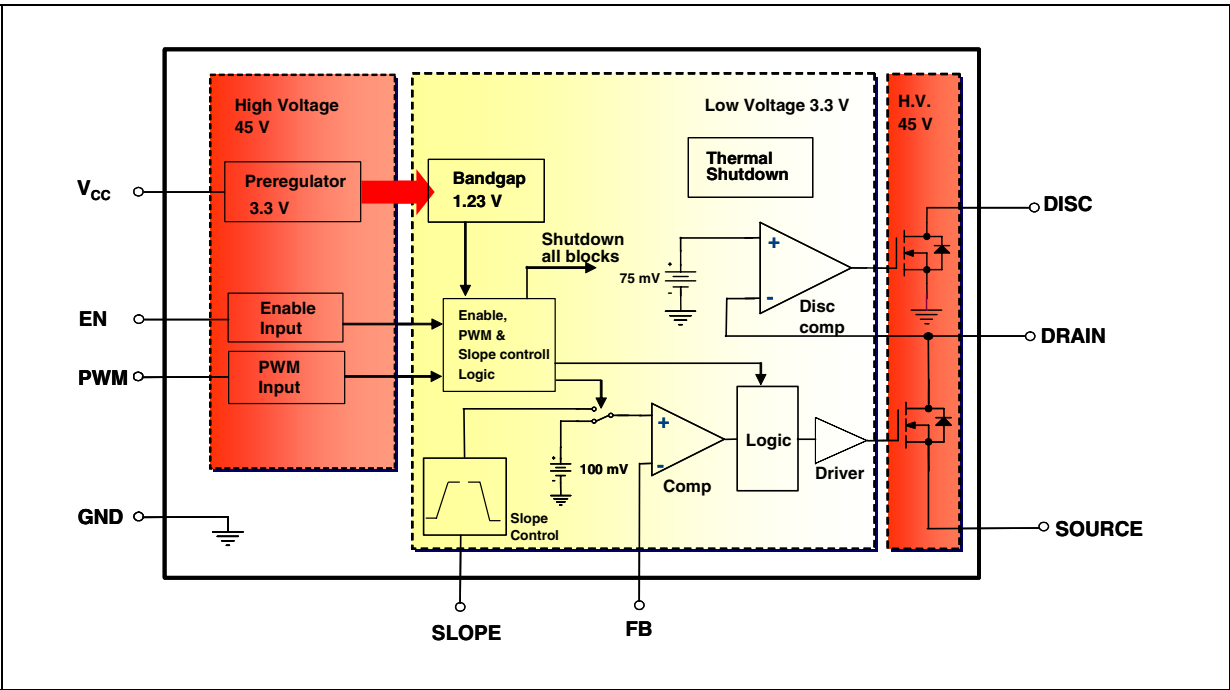 High Voltage
45 V
Low Voltage 3.3 V
H.V.
45 V
Thermal
Shutdown
V_CC
Preregulator
3.3 V
Bandgap
1.23 V
DISC
Shutdown
all blocks
+
75 mV
-
Disc
comp
EN
Enable
Input
Enable,
PWM &
Slope controll
Logic
DRAIN
PWM
PWM
Input
+
-
Comp
100 mV
Logic
Driver
GND
Slope
Control
SOURCE
SLOPE
FB